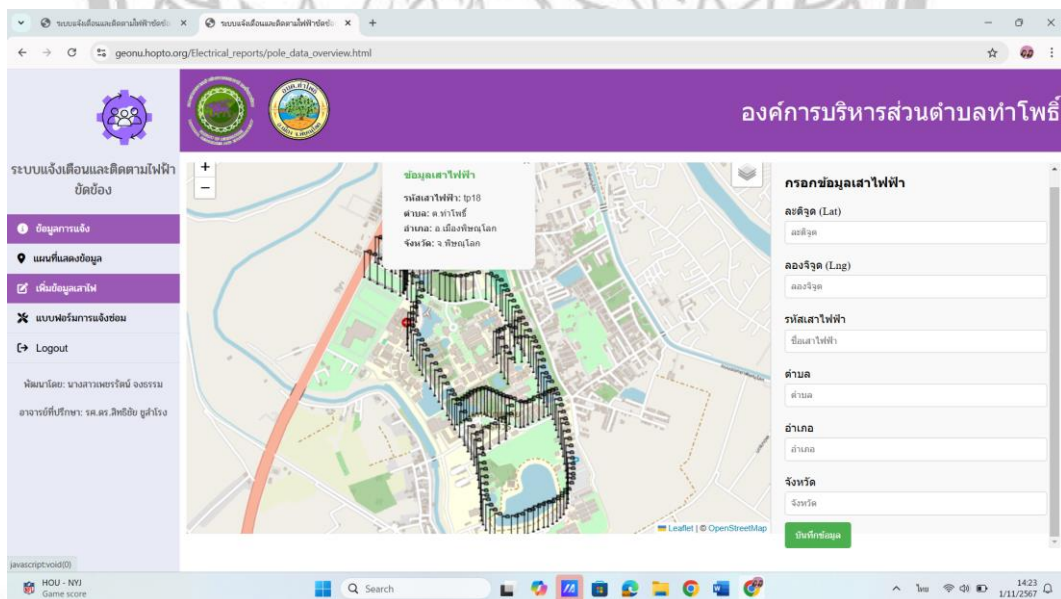 ระบบแจ้งเตือนและติดตามไฟฟ้าขัดข้อ
ระบบแจ้งเตือนและติดตามไฟฟ้าขัดข้อ
geonu.hopto.org/Electrical_reports/pole_data_overview.html
องค์การบริหารส่วนตำบลท่าโพธิ์
ระบบแจ้งเตือนและติดตามไฟฟ้า
ขัดข้อง
ข้อมูลการแจ้ง
แผนที่แสดงข้อมูล
เพิ่มข้อมูลเสาไฟ
แบบฟอร์มการแจ้งซ่อม
Logout
พัฒนาโดย: นางสาวเพชรรัตน์ จงธรรม
อาจารย์ที่ปรึกษา: รศ.ดร.สิทธิชัย ชูสำโรง
+
−
ข้อมูลเสาไฟฟ้า
รหัสเสาไฟฟ้า: tp18
ตำบล: ต.ท่าโพธิ์
อำเภอ: อ.เมืองพิษณุโลก
จังหวัด: จ.พิษณุโลก
Leaflet | © OpenStreetMap
กรอกข้อมูลเสาไฟฟ้า
ละติจูด (Lat)
ละติจูด
ลองจิจูด (Lng)
ลองจิจูด
รหัสเสาไฟฟ้า
ชื่อเสาไฟฟ้า
ตำบล
ตำบล
อำเภอ
อำเภอ
จังหวัด
จังหวัด
บันทึกข้อมูล
javascript:void(0)
HOU - NYJ
Game score
Search
ไทย
14:23
1/11/2567